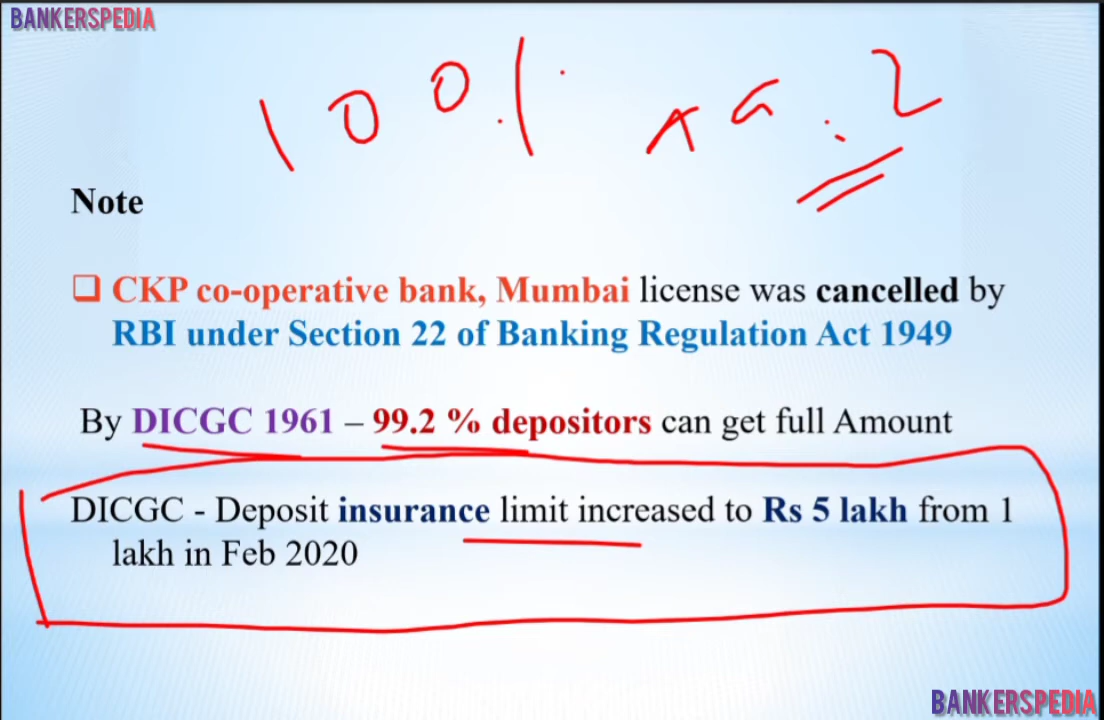 BANKERSPEDIA
100%
99.2
Note
CKP co-operative bank, Mumbai license was cancelled by
RBI under Section 22 of Banking Regulation Act 1949
By DICGC 1961 – 99.2 % depositors can get full Amount
DICGC - Deposit insurance limit increased to Rs 5 lakh from 1
lakh in Feb 2020
BANKERSPEDIA